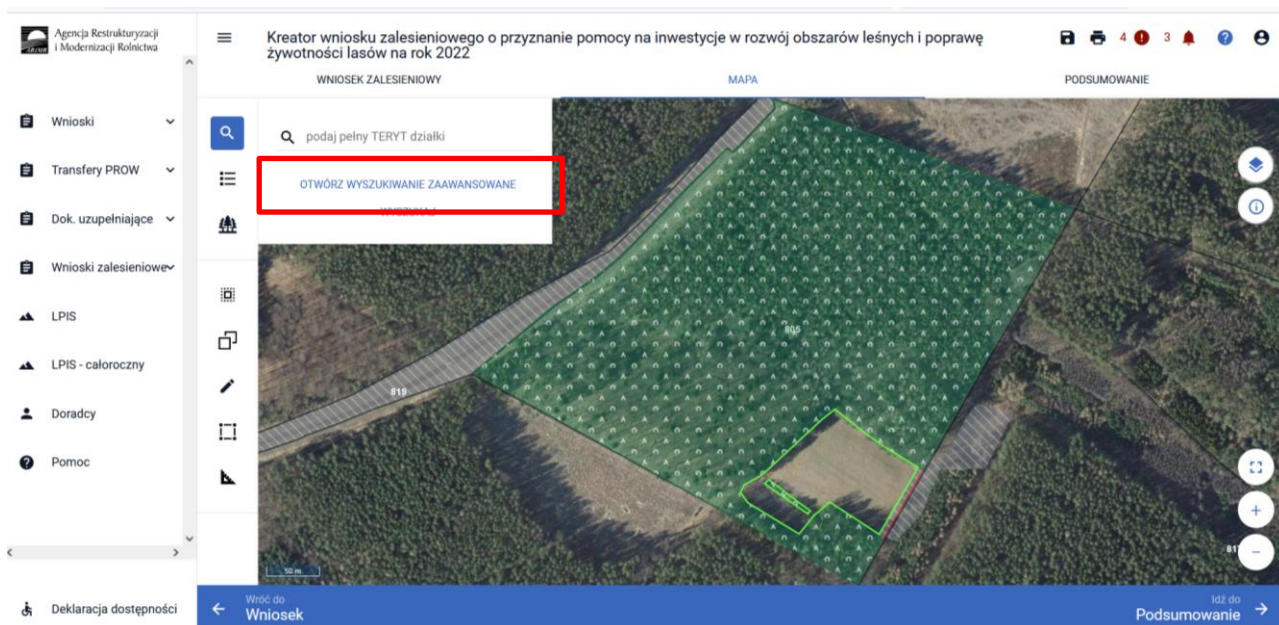 Agencja Restrukturyzacji
i Modernizacji Rolnictwa
Kreator wniosku zalesieniowego o przyznanie pomocy na inwestycje w rozwój obszarów leśnych i poprawę
żywotności lasów na rok 2022
4
3
WNIOSEK ZALESIENIOWY
MAPA
PODSUMOWANIE
Wnioski
Transfery PROW
Dok. uzupełniające
Wnioski zalesieniowe
LPIS
LPIS - całoroczny
Doradcy
Pomoc
Deklaracja dostępności
podaj pełny TERYT działki
OTWÓRZ WYSZUKIWANIE ZAAWANSOWANE
805
819
50 m
Wróć do
Wniosek
Idź do
Podsumowanie